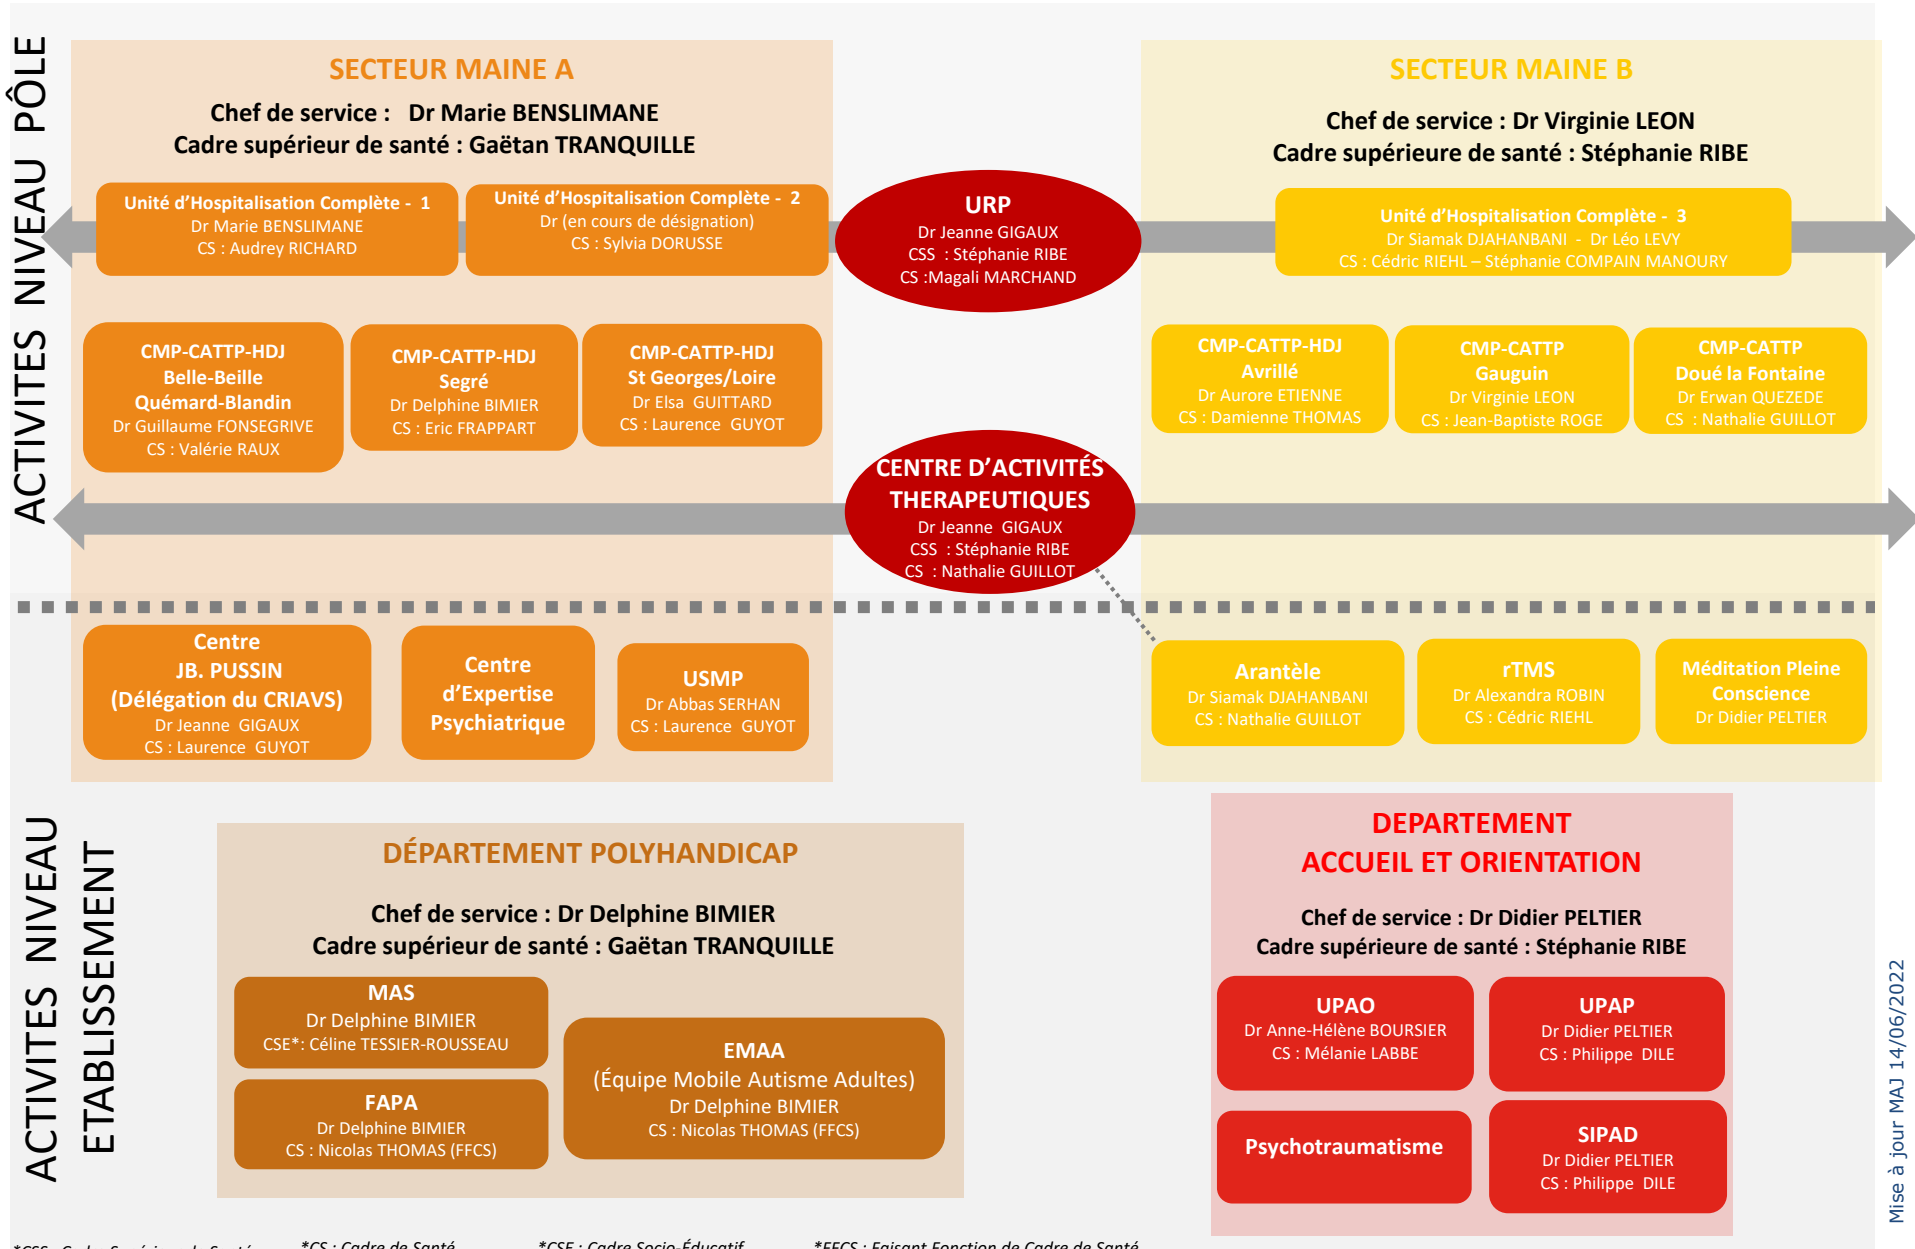 ACTIVITES NIVEAU PÔLE
SECTEUR MAINE A
Chef de service : Dr Marie BENSLIMANE
Cadre supérieur de santé : Gaëtan TRANQUILLE
Unité d'Hospitalisation Complète - 1
Dr Marie BENSLIMANE
CS : Audrey RICHARD
Unité d'Hospitalisation Complète - 2
Dr (en cours de désignation)
CS : Sylvia DORUSSE
URP
Dr Jeanne GIGAUX
CSS : Stéphanie RIBE
CS :Magali MARCHAND
SECTEUR MAINE B
Chef de service : Dr Virginie LEON
Cadre supérieure de santé : Stéphanie RIBE
Unité d'Hospitalisation Complète - 3
Dr Siamak DJAHANBANI - Dr Léo LEVY
CS : Cédric RIEHL – Stéphanie COMPAIN MANOURY
CMP-CATTP-HDJ
Belle-Beille
Quémard-Blandin
Dr Guillaume FONSEGRIVE
CS : Valérie RAUX
CMP-CATTP-HDJ
Segré
Dr Delphine BIMIER
CS : Eric FRAPPART
CMP-CATTP-HDJ
St Georges/Loire
Dr Elsa GUITTARD
CS : Laurence GUYOT
CMP-CATTP-HDJ
Avrillé
Dr Aurore ETIENNE
CS : Damienne THOMAS
CMP-CATTP
Gauguin
Dr Virginie LEON
CS : Jean-Baptiste ROGE
CMP-CATTP
Doué la Fontaine
Dr Erwan QUEZEDE
CS : Nathalie GUILLOT
CENTRE D'ACTIVITÉS
THERAPEUTIQUES
Dr Jeanne GIGAUX
CSS : Stéphanie RIBE
CS : Nathalie GUILLOT
Centre
JB. PUSSIN
(Délégation du CRIAVS)
Dr Jeanne GIGAUX
CS : Laurence GUYOT
Centre
d'Expertise
Psychiatrique
USMP
Dr Abbas SERHAN
CS : Laurence GUYOT
Arantèle
Dr Siamak DJAHANBANI
CS : Nathalie GUILLOT
rTMS
Dr Alexandra ROBIN
CS : Cédric RIEHL
Méditation Pleine
Conscience
Dr Didier PELTIER
ACTIVITES NIVEAU
ETABLISSEMENT
DÉPARTEMENT POLYHANDICAP
Chef de service : Dr Delphine BIMIER
Cadre supérieur de santé : Gaëtan TRANQUILLE
MAS
Dr Delphine BIMIER
CSE*: Céline TESSIER-ROUSSEAU
FAPA
Dr Delphine BIMIER
CS : Nicolas THOMAS (FFCS)
EMAA
(Équipe Mobile Autisme Adultes)
Dr Delphine BIMIER
CS : Nicolas THOMAS (FFCS)
DEPARTEMENT
ACCUEIL ET ORIENTATION
Chef de service : Dr Didier PELTIER
Cadre supérieure de santé : Stéphanie RIBE
UPAO
Dr Anne-Hélène BOURSIER
CS : Mélanie LABBE
UPAP
Dr Didier PELTIER
CS : Philippe DILE
Psychotraumatisme
SIPAD
Dr Didier PELTIER
CS : Philippe DILE
Mise à jour MAJ 14/06/2022
*CSS : Cadre Supérieur de Santé
*CS : Cadre de Santé
*CSE : Cadre Socio-Éducatif
*FFCS : Faisant Fonction de Cadre de Santé